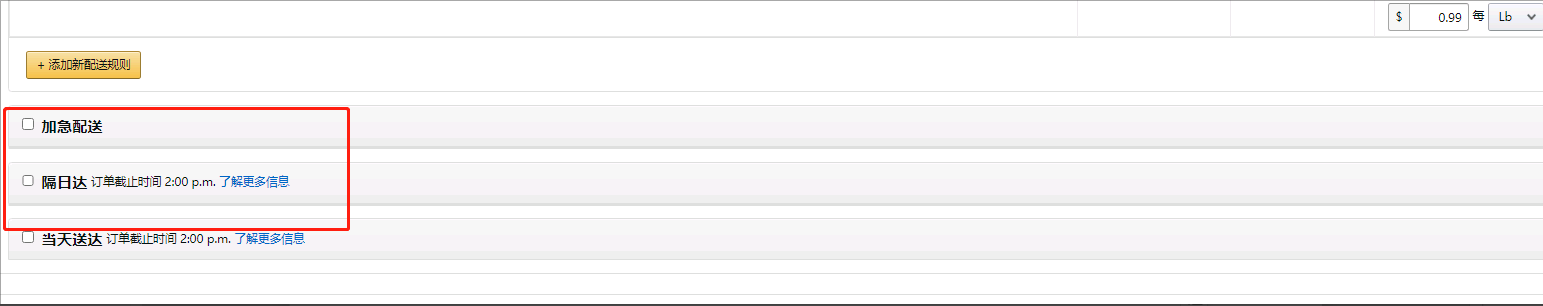 $ 0.99 每 Lb
+ 添加新配送规则
加急配送
隔日达 订单截止时间 2:00 p.m. 了解更多信息
当天送达 订单截止时间 2:00 p.m. 了解更多信息